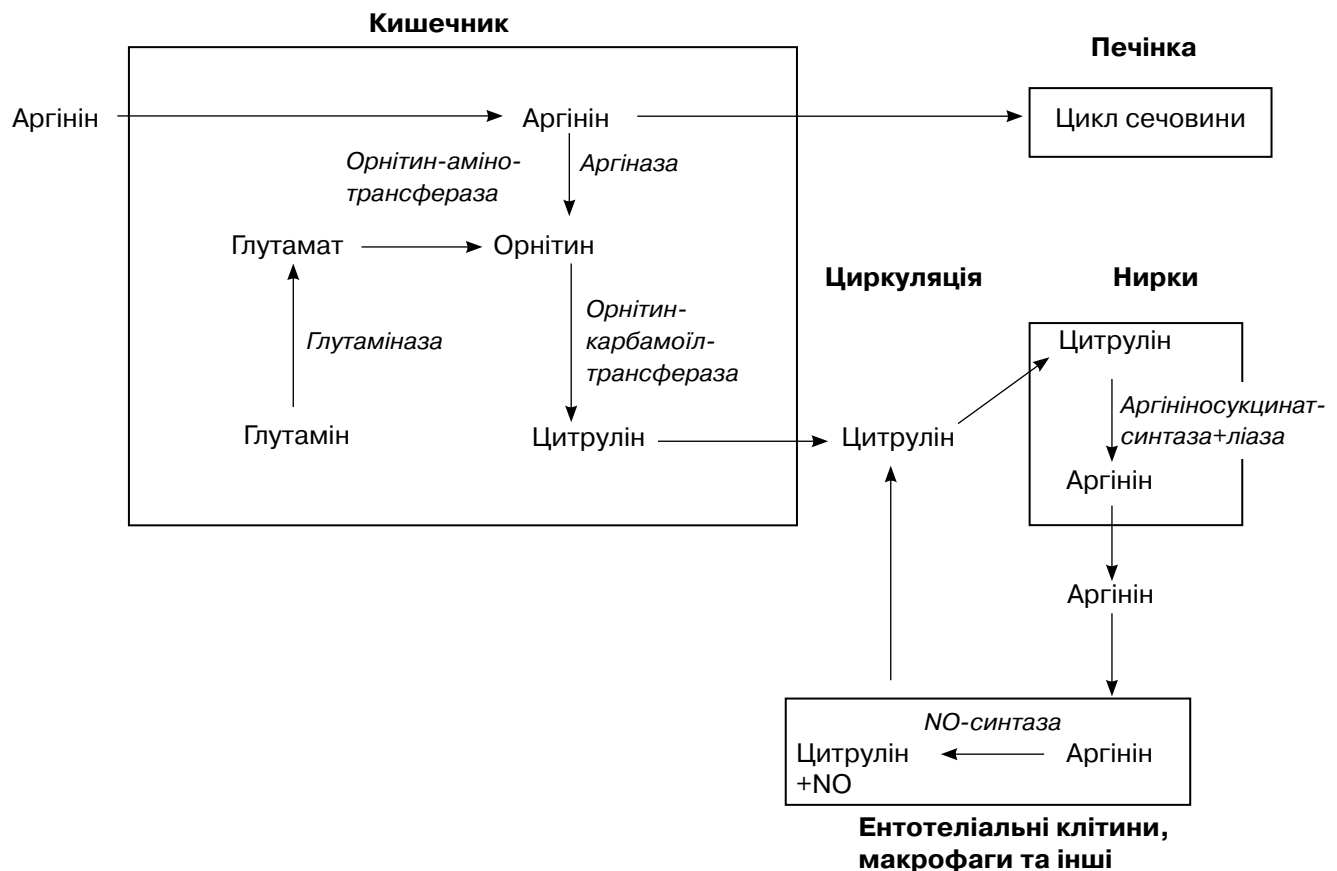 Кишечник
Печінка
Аргінін
Аргінін
Цикл сечовини
Орнітин-аміно-
трансфераза
Аргіназа
Глутамат
Орнітин
Циркуляція
Нирки
Глутаміназа
Орнітин-
карбамоїл-
трансфераза
Цитрулін
Аргініносукцинат-
синтаза+ліаза
Глутамін
Цитрулін
Цитрулін
Аргінін
Аргінін
NO-синтаза
Цитрулін
+NO
Аргінін
Ентотеліальні клітини,
макрофаги та інші